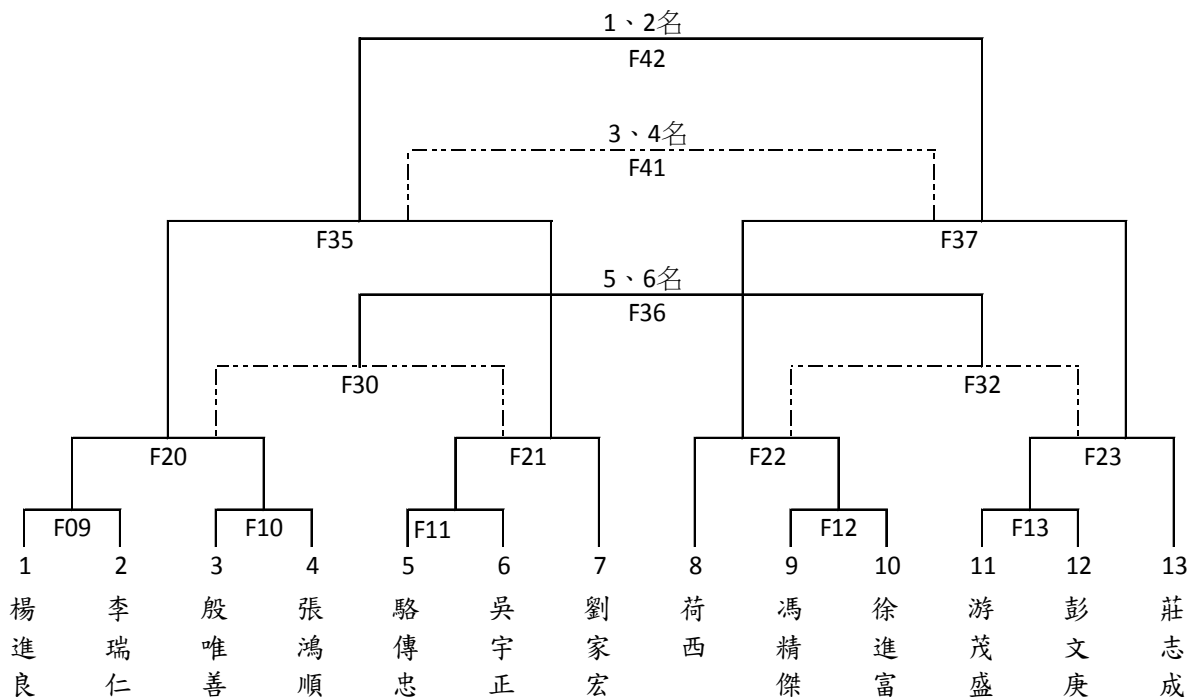 1、2名
F42
3、4名
F41
F35 F37
5、6名
F36
F30 F32
F20 F21 F22 F23
F09 F10 F11 F12 F13
1 2 3 4 5 6 7 8 9 10 11 12 13
楊進良
李瑞仁
殷唯善
張鴻順
駱傳忠
吳宇正
劉家宏
荷西
馮精傑
徐進富
游茂盛
彭文庚
莊志成